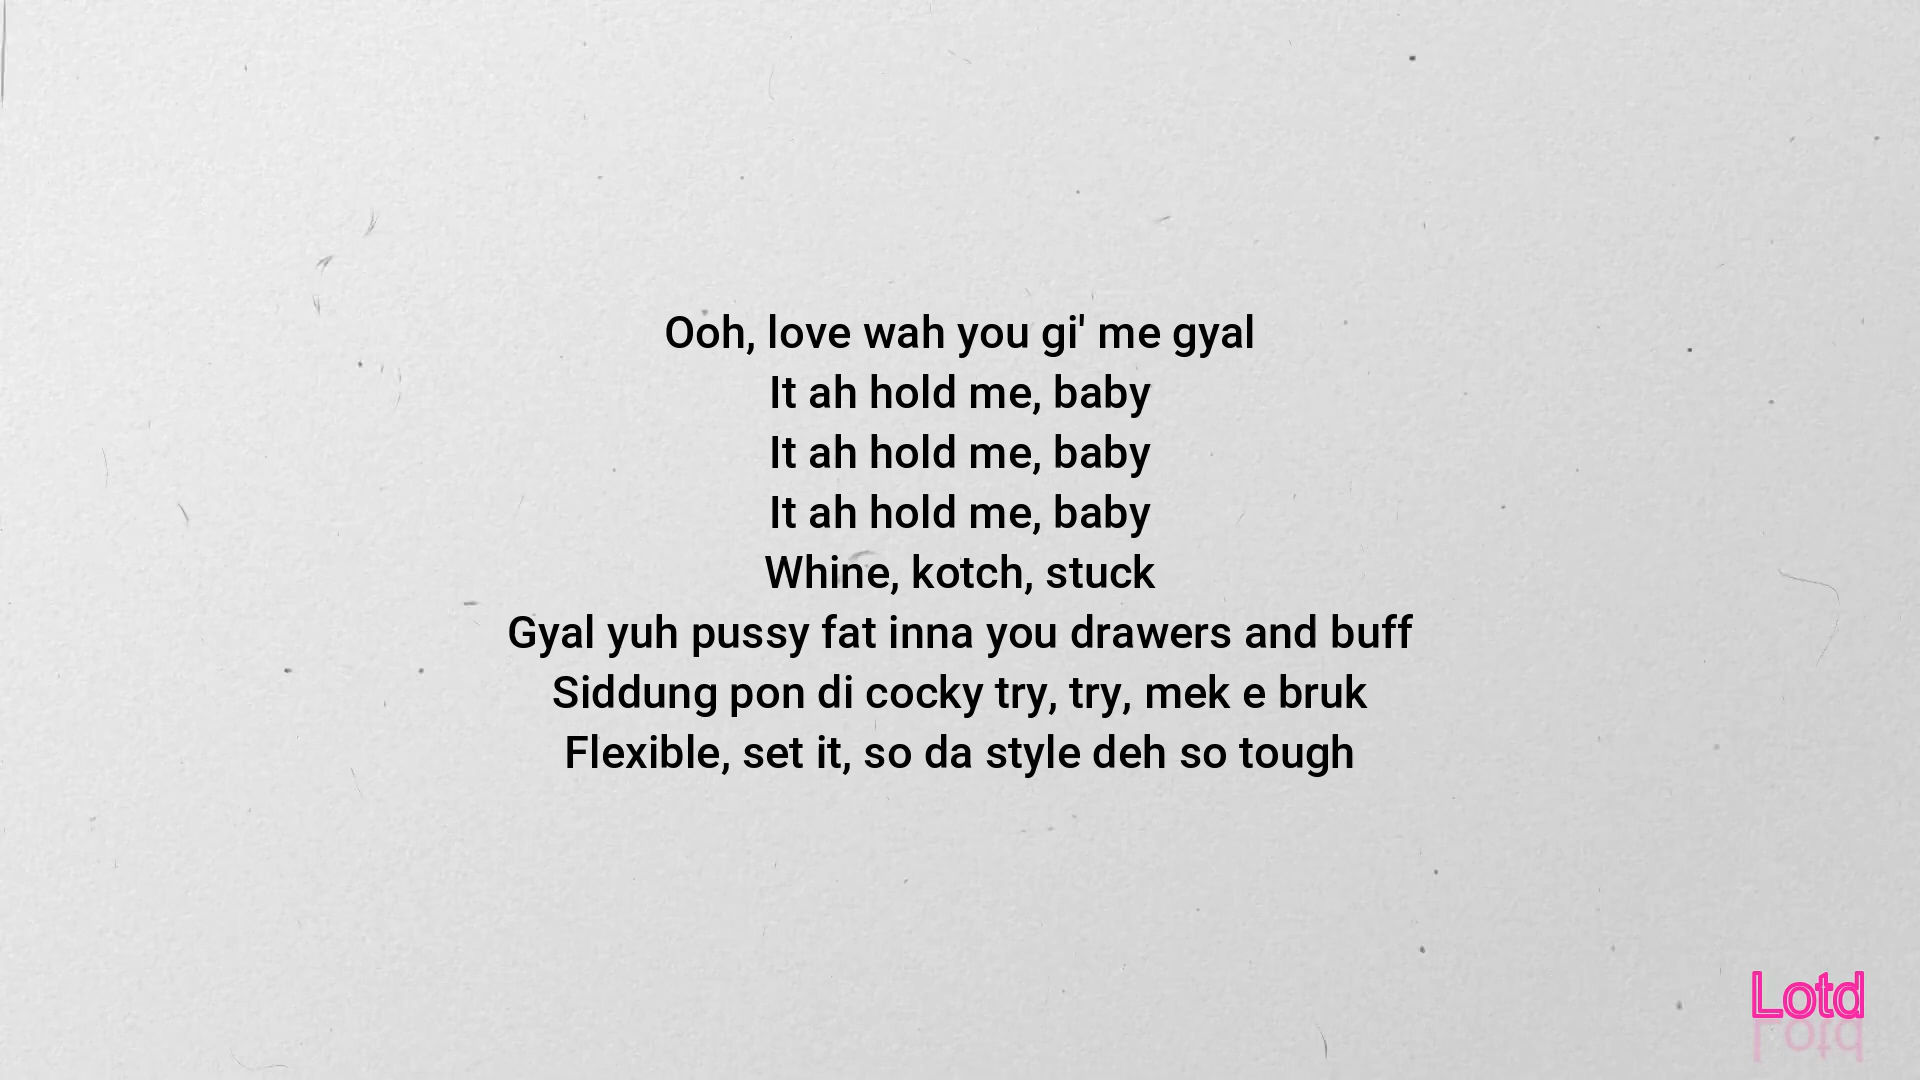 Ooh, love wah you gi' me gyal
It ah hold me, baby
It ah hold me, baby
It ah hold me, baby
Whine, kotch, stuck
Gyal yuh pussy fat inna you drawers and buff
Siddung pon di cocky try, try, mek e bruk
Flexible, set it, so da style deh so tough
Lotd